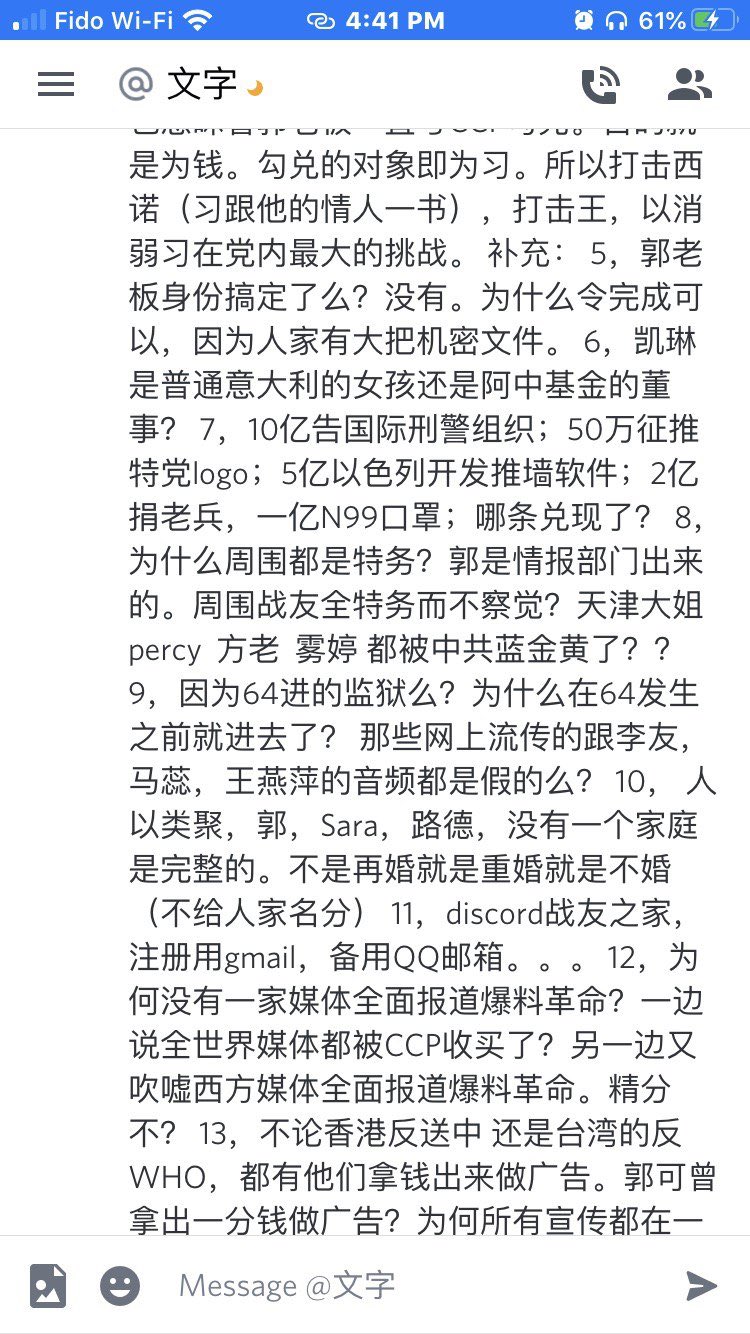 Fido Wi-Fi 4:41 PM 61%
@ 文字
是为钱。勾兑的对象即为习。所以打击西
诺（习跟他的情人一书），打击王，以消
弱习在党内最大的挑战。 补充： 5，郭老
板身份搞定了么？没有。为什么令完成可
以，因为人家有大把机密文件。 6，凯琳
是普通意大利的女孩还是阿中基金的董
事？ 7，10亿告国际刑警组织；50万征推
特党logo；5亿以色列开发推墙软件；2亿
捐老兵，一亿N99口罩；哪条兑现了？ 8，
为什么周围都是特务？郭是情报部门出来
的。周围战友全特务而不察觉？天津大姐
percy 方老 雾婷 都被中共蓝金黄了？？
9，因为64进的监狱么？为什么在64发生
之前就进去了？ 那些网上流传的跟李友，
马蕊，王燕萍的音频都是假的么？ 10， 人
以类聚，郭，Sara，路德，没有一个家庭
是完整的。不是再婚就是重婚就是不婚
（不给人家名分） 11，discord战友之家，
注册用gmail，备用QQ邮箱。。。 12，为
何没有一家媒体全面报道爆料革命？一边
说全世界媒体都被CCP收买了？另一边又
吹嘘西方媒体全面报道爆料革命。精分
不？ 13，不论香港反送中 还是台湾的反
WHO，都有他们拿钱出来做广告。郭可曾
拿出一分钱做广告？为何所有宣传都在一
Message @文字